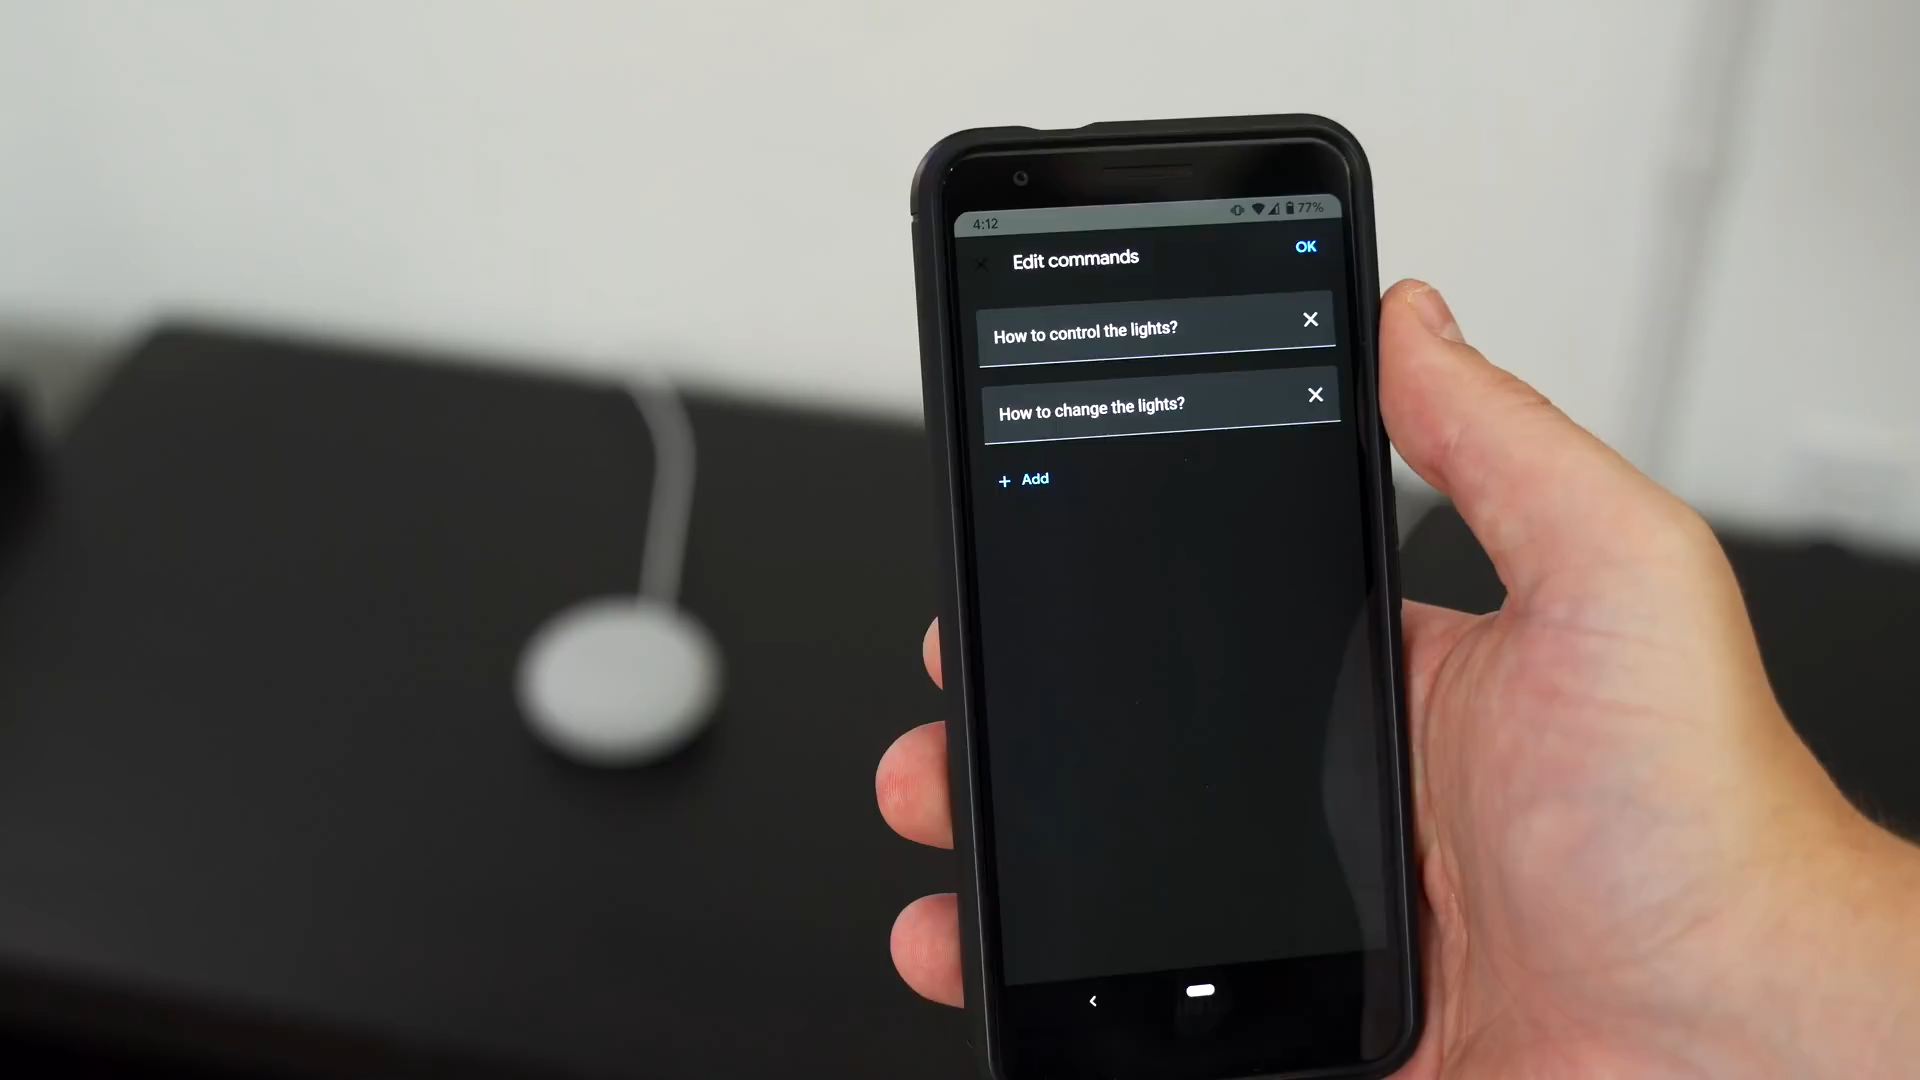 4:12
77%
Edit commands
OK
How to control the lights?
How to change the lights?
+ Add